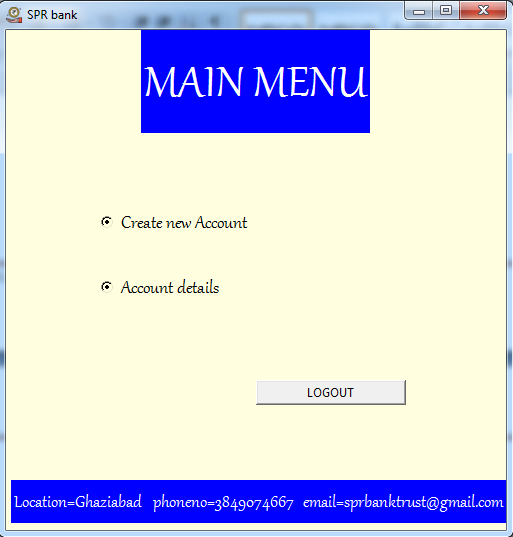 SPR bank
MAIN MENU
Create new Account
Account details
LOGOUT
Location=Ghaziabad phoneno=3849074667 email=sprbanktrust@gmail.com